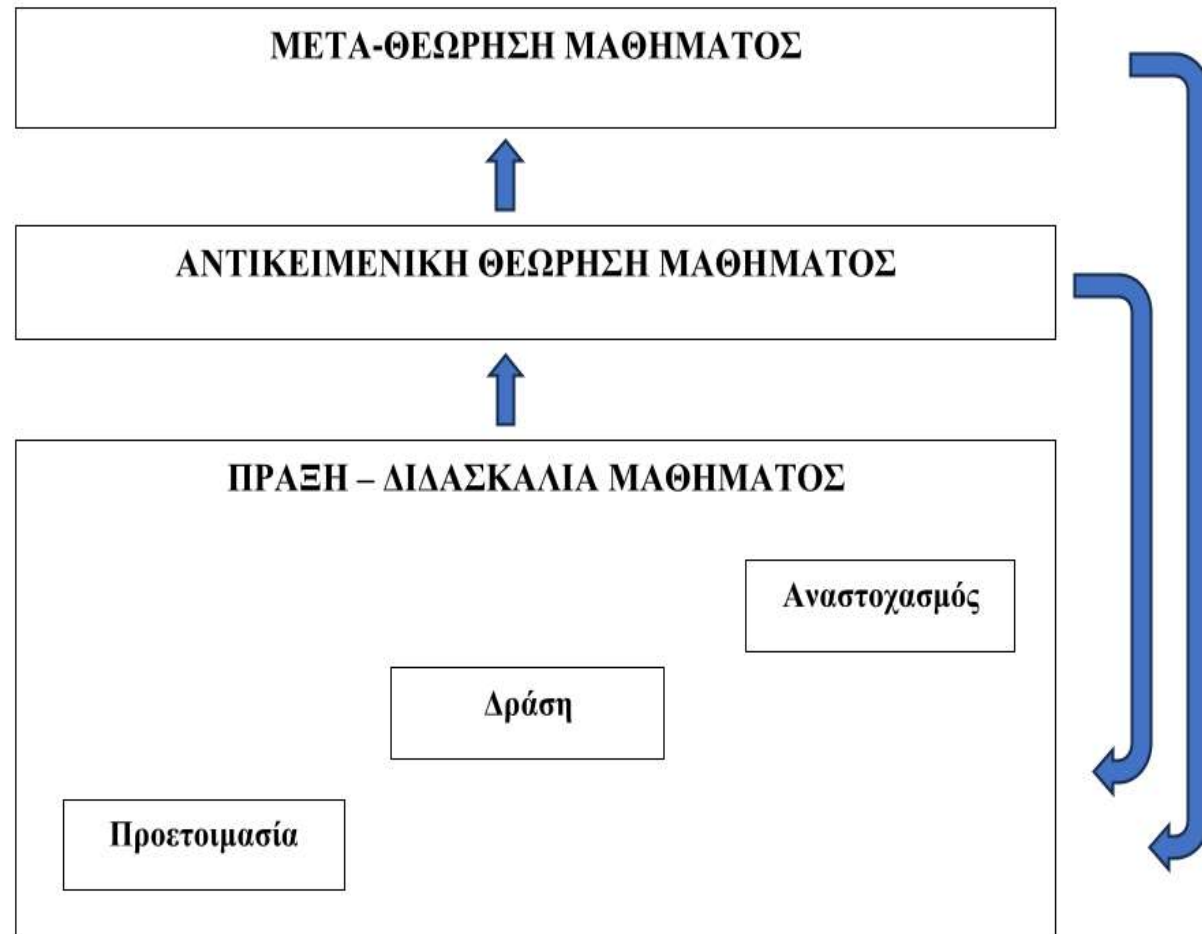 ΜΕΤΑ-ΘΕΩΡΗΣΗ ΜΑΘΗΜΑΤΟΣ
ΑΝΤΙΚΕΙΜΕΝΙΚΗ ΘΕΩΡΗΣΗ ΜΑΘΗΜΑΤΟΣ
ΠΡΑΞΗ – ΔΙΔΑΣΚΑΛΙΑ ΜΑΘΗΜΑΤΟΣ
Αναστοχασμός
Δράση
Προετοιμασία